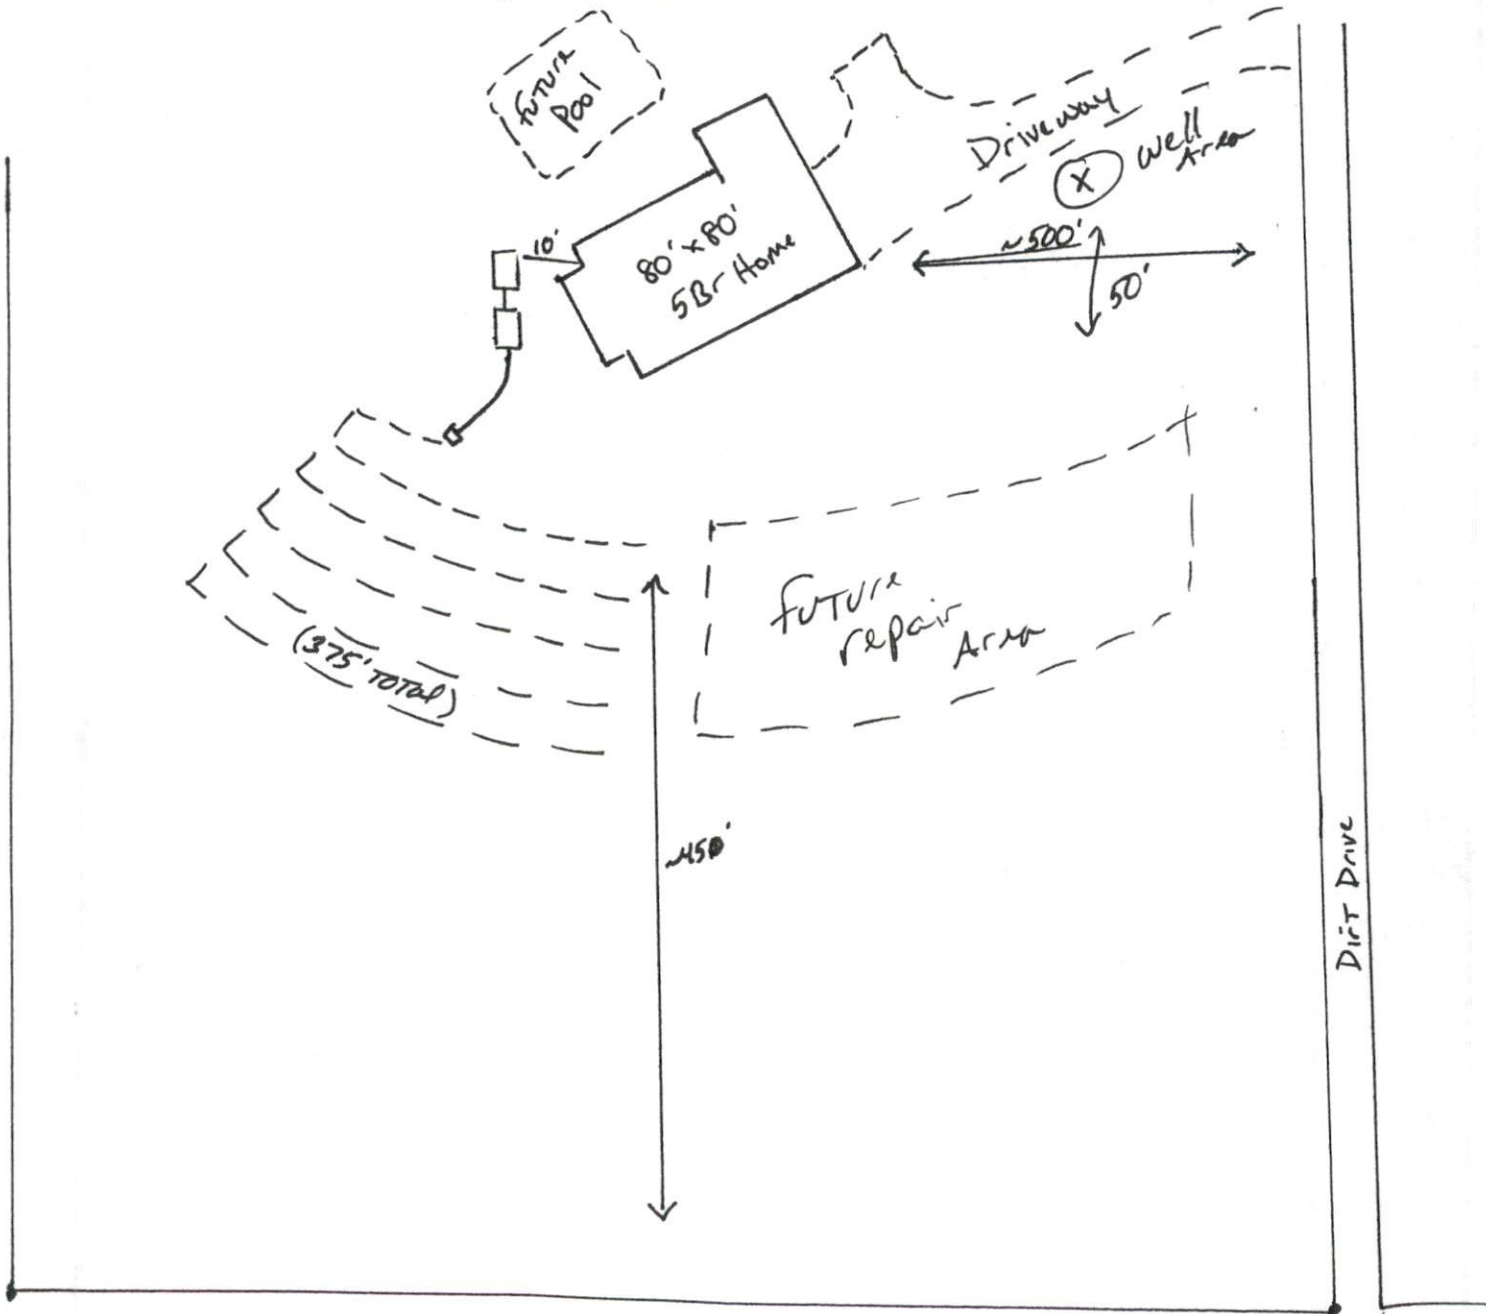 Future
Pool
Driveway
X
Well
Area
10'
80' x 80'
5Br Home
~500'
50'
Future
repair
Area
(375' Total)
~450'
Dirt Drive